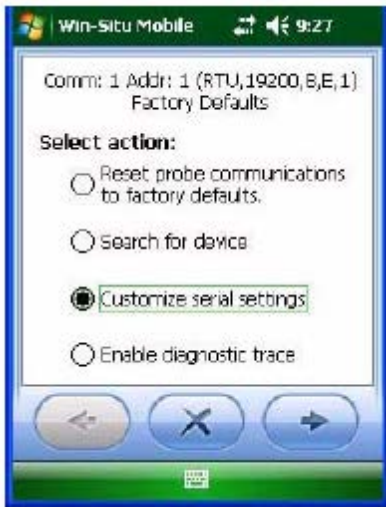 Win-Situ Mobile 9:27
Comm: 1 Addr: 1 (RTU,19200,8,E,1)
Factory Defaults
Select action:
Reset probe communications
to factory defaults.
Search for device
Customize serial settings
Enable diagnostic trace